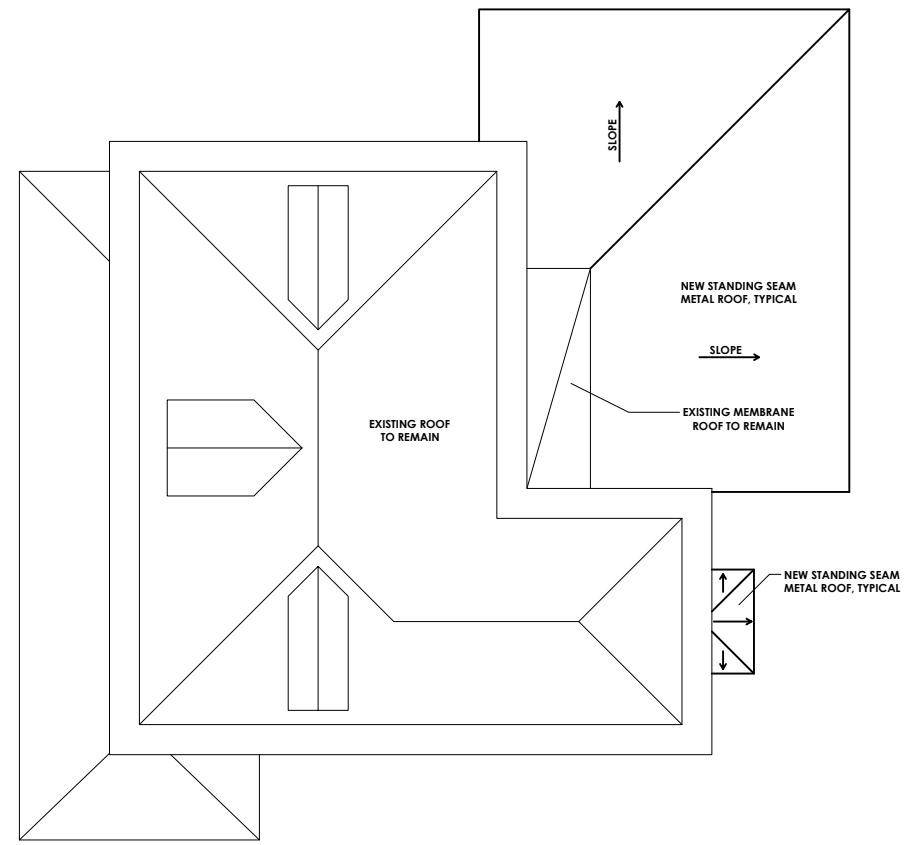 SLOPE
NEW STANDING SEAM
METAL ROOF, TYPICAL
SLOPE
EXISTING MEMBRANE
ROOF TO REMAIN
EXISTING ROOF
TO REMAIN
NEW STANDING SEAM
METAL ROOF, TYPICAL